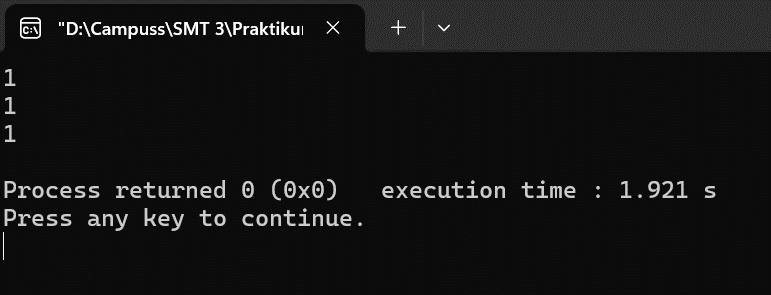 "D:\Campuss\SMT 3\Praktiku
1
1
1
Process returned 0 (0x0)   execution time : 1.921 s
Press any key to continue.